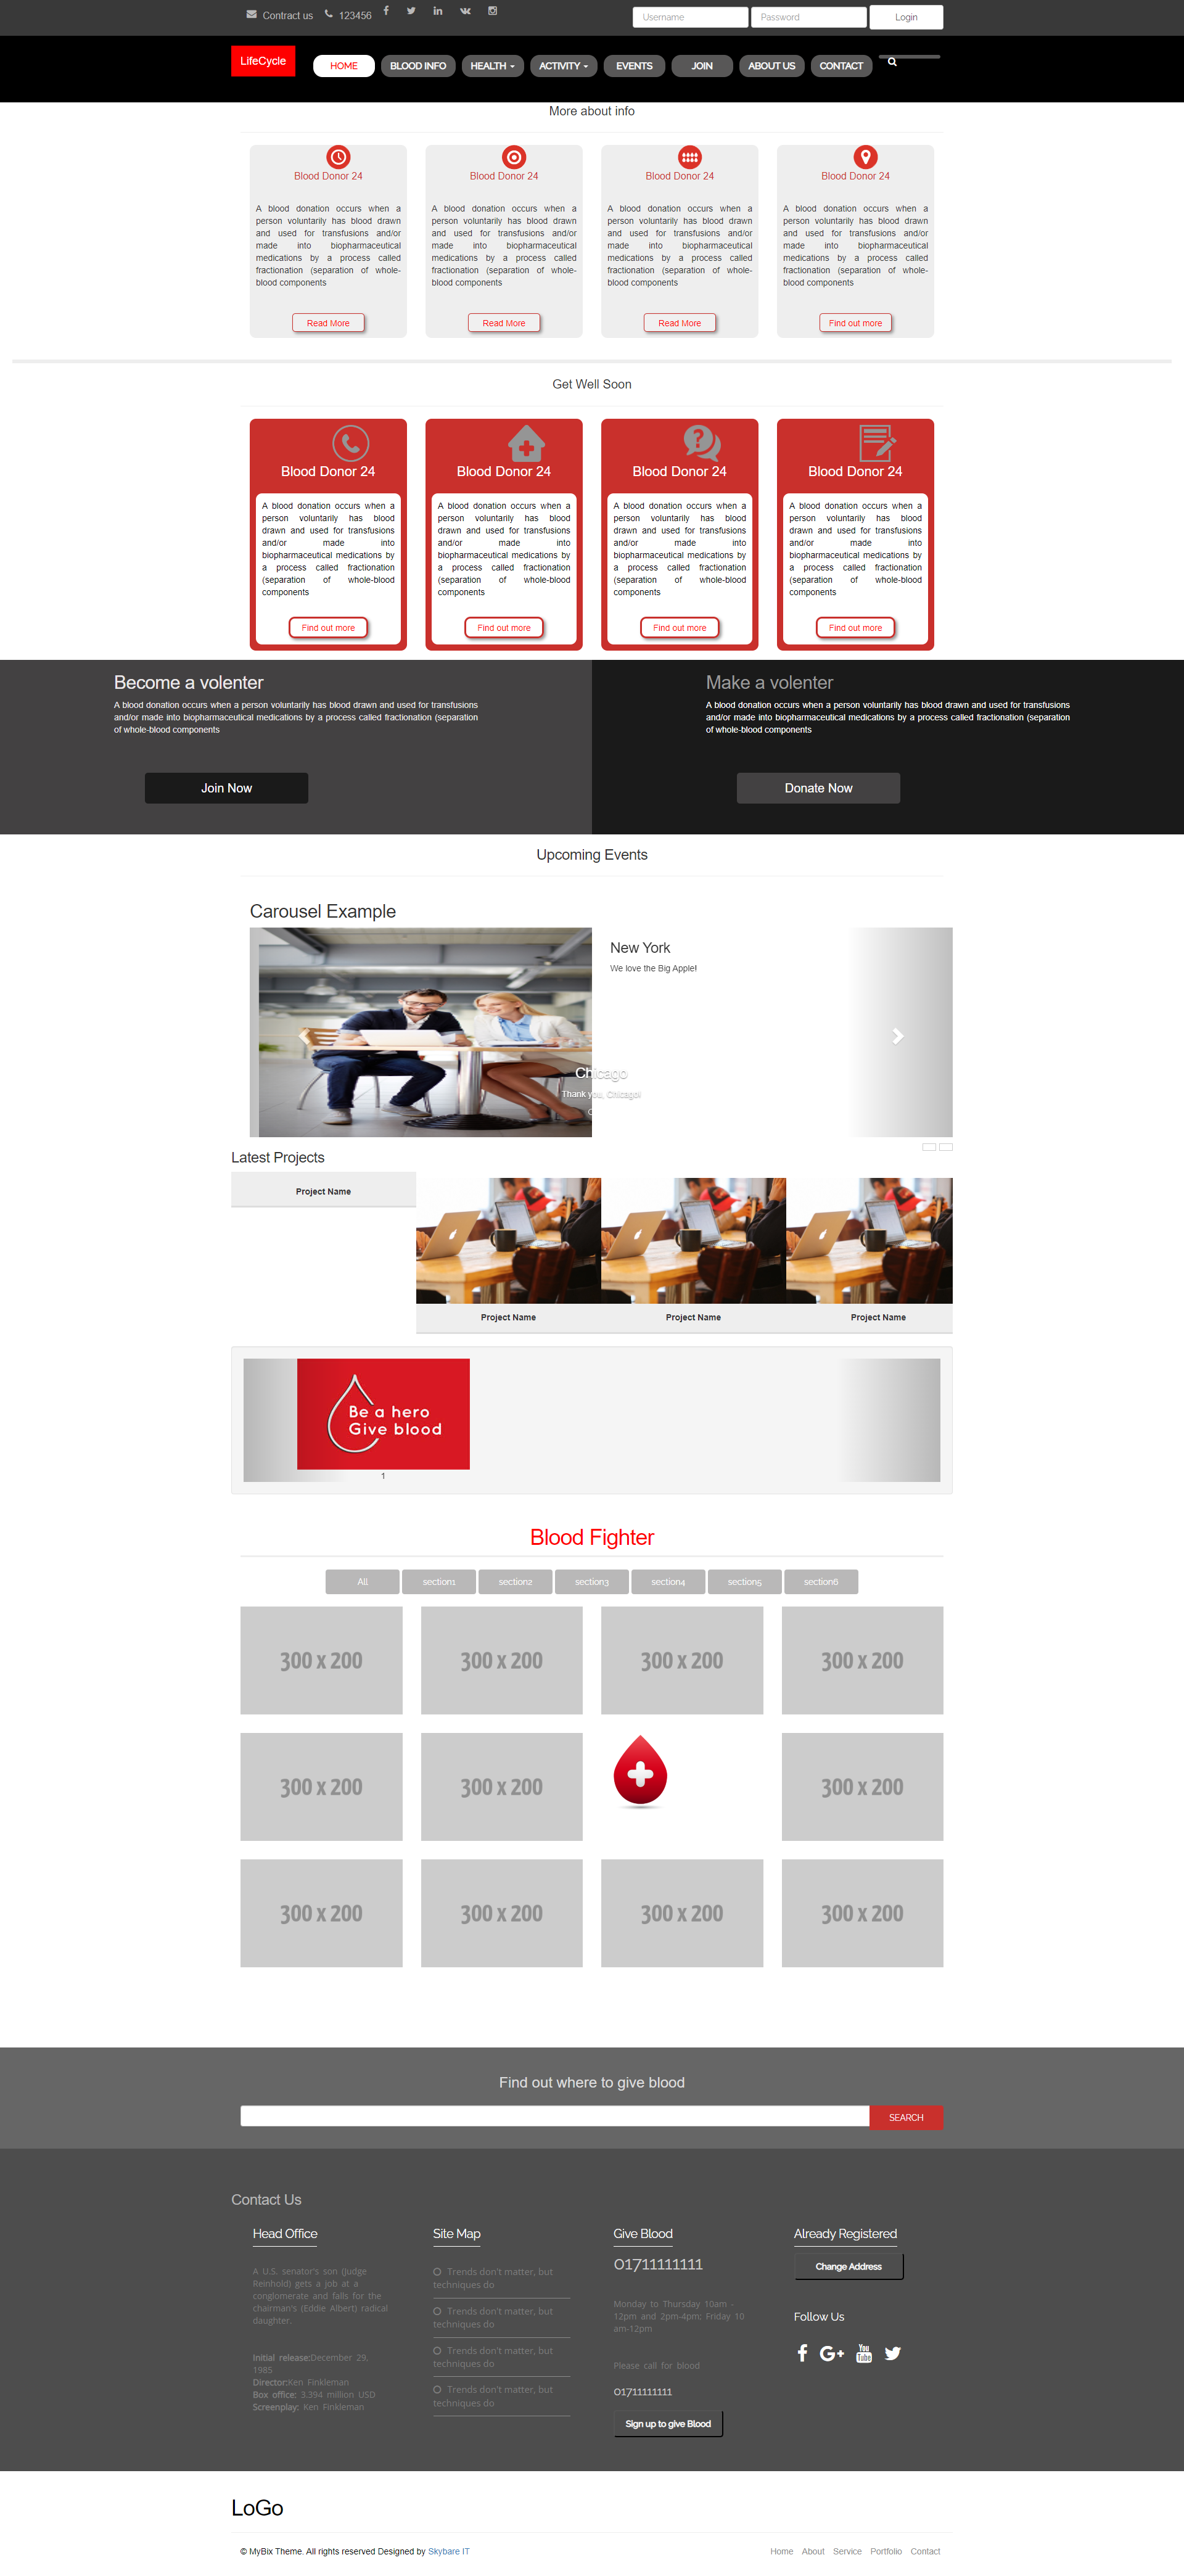 Contract us 123456 Username Password Login
LifeCycle HOME BLOOD INFO HEALTH ACTIVITY EVENTS JOIN ABOUT US CONTACT
More about info
Blood Donor 24
A blood donation occurs when a
person voluntarily has blood drawn
and used for transfusions and/or
made into biopharmaceutical
medications by a process called
fractionation (separation of whole-
blood components
Read More
Blood Donor 24
A blood donation occurs when a
person voluntarily has blood drawn
and used for transfusions and/or
made into biopharmaceutical
medications by a process called
fractionation (separation of whole-
blood components
Read More
Blood Donor 24
A blood donation occurs when a
person voluntarily has blood drawn
and used for transfusions and/or
made into biopharmaceutical
medications by a process called
fractionation (separation of whole-
blood components
Read More
Blood Donor 24
A blood donation occurs when a
person voluntarily has blood drawn
and used for transfusions and/or
made into biopharmaceutical
medications by a process called
fractionation (separation of whole-
blood components
Find out more
Get Well Soon
Blood Donor 24
A blood donation occurs when a
person voluntarily has blood
drawn and used for transfusions
and/or made into
biopharmaceutical medications by
a process called fractionation
(separation of whole-blood
components
Find out more
Blood Donor 24
A blood donation occurs when a
person voluntarily has blood
drawn and used for transfusions
and/or made into
biopharmaceutical medications by
a process called fractionation
(separation of whole-blood
components
Find out more
Blood Donor 24
A blood donation occurs when a
person voluntarily has blood
drawn and used for transfusions
and/or made into
biopharmaceutical medications by
a process called fractionation
(separation of whole-blood
components
Find out more
Blood Donor 24
A blood donation occurs when a
person voluntarily has blood
drawn and used for transfusions
and/or made into
biopharmaceutical medications by
a process called fractionation
(separation of whole-blood
components
Find out more
Become a volenter
A blood donation occurs when a person voluntarily has blood drawn and used for transfusions
and/or made into biopharmaceutical medications by a process called fractionation (separation
of whole-blood components
Join Now
Make a volenter
A blood donation occurs when a person voluntarily has blood drawn and used for transfusions
and/or made into biopharmaceutical medications by a process called fractionation (separation
of whole-blood components
Donate Now
Upcoming Events
Carousel Example
New York
We love the Big Apple!
Chicago
Thank you, Chicago!
Latest Projects
Project Name
Project Name
Project Name
Project Name
Be a hero
Give blood
1
Blood Fighter
All section1 section2 section3 section4 section5 section6
300 x 200 300 x 200 300 x 200 300 x 200
300 x 200 300 x 200 300 x 200
300 x 200 300 x 200 300 x 200 300 x 200
Find out where to give blood
SEARCH
Contact Us
Head Office
A U.S. senator's son (Judge
Reinhold) gets a job at a
conglomerate and falls for the
chairman's (Eddie Albert) radical
daughter.
Initial release:December 29,
1985
Director:Ken Finkleman
Box office: 3.394 million USD
Screenplay: Ken Finkleman
Site Map
Trends don't matter, but
techniques do
Trends don't matter, but
techniques do
Trends don't matter, but
techniques do
Trends don't matter, but
techniques do
Give Blood
01711111111
Monday to Thursday 10am -
12pm and 2pm-4pm; Friday 10
am-12pm
Please call for blood
01711111111
Sign up to give Blood
Already Registered
Change Address
Follow Us
You
Tube
LoGo
© MyBix Theme. All rights reserved Designed by Skybare IT
Home About Service Portfolio Contact